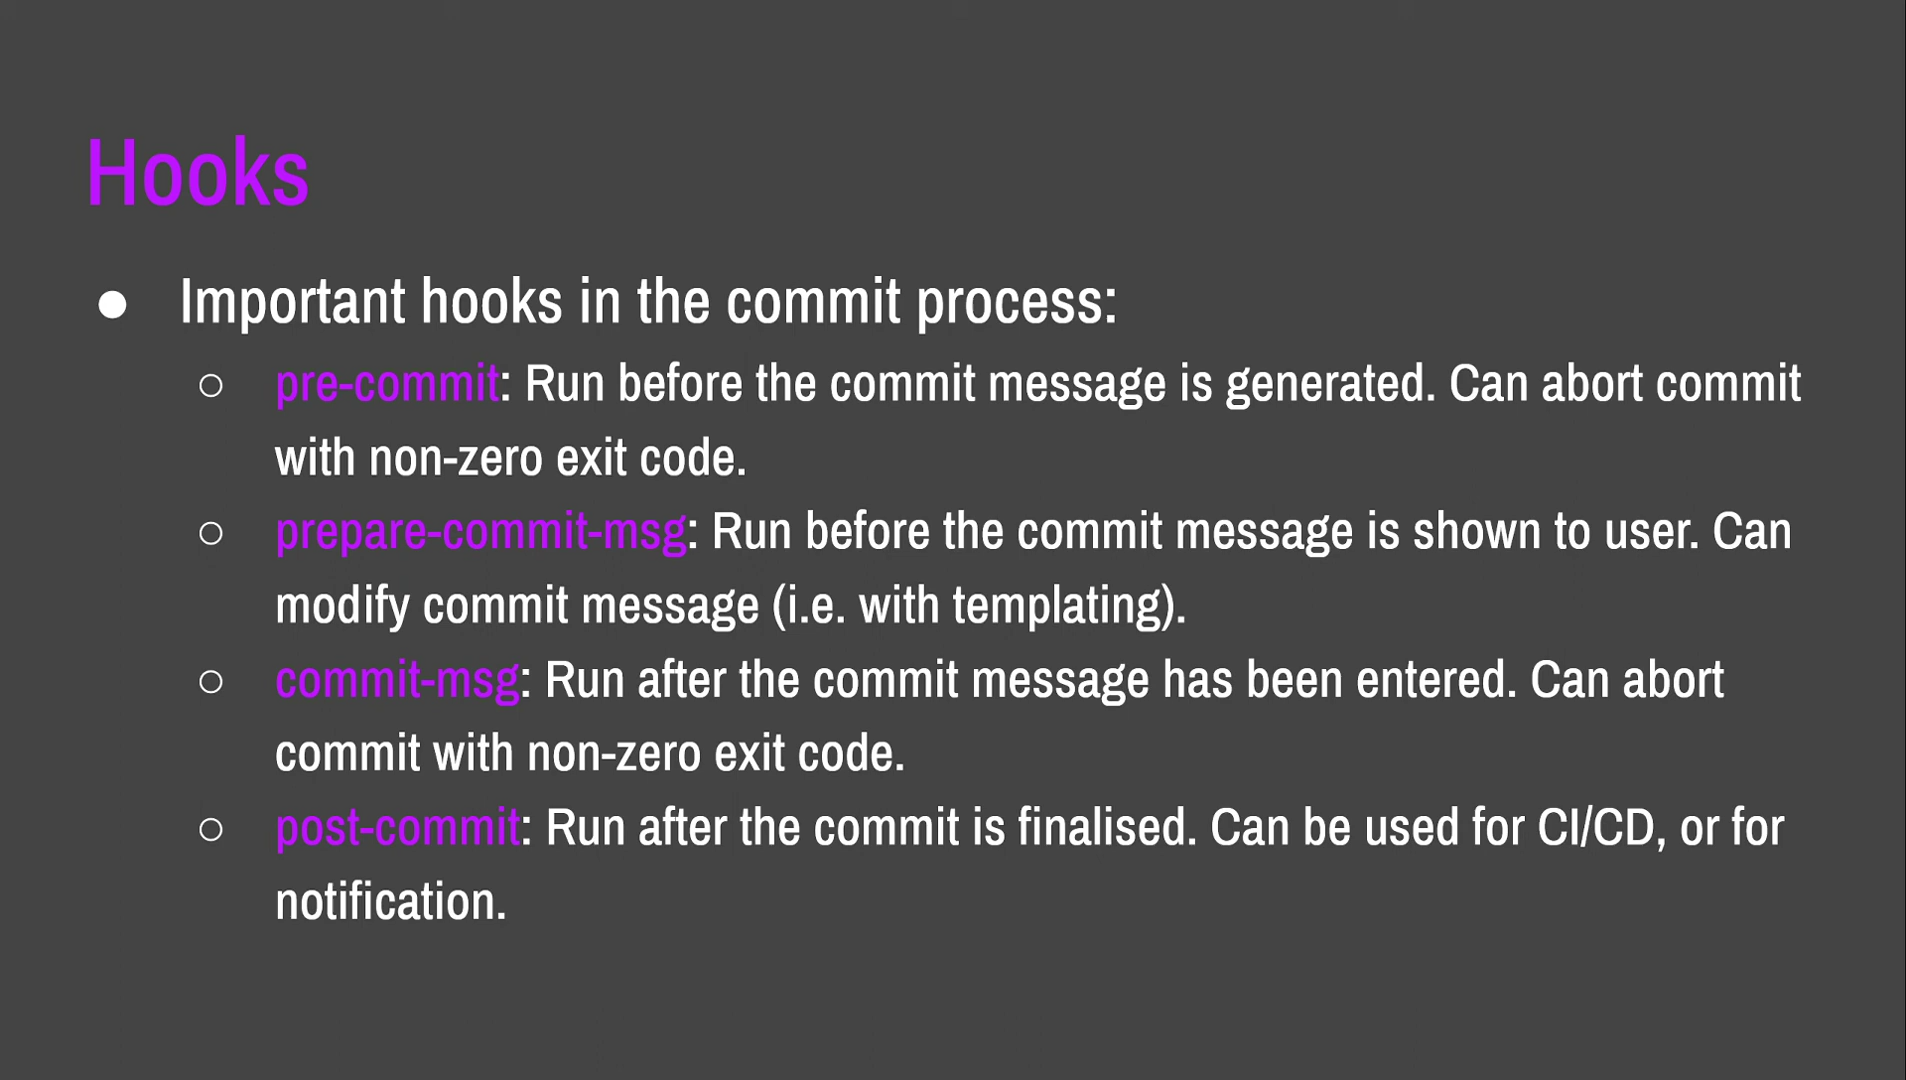 Hooks
● Important hooks in the commit process:
○ pre-commit: Run before the commit message is generated. Can abort commit
with non-zero exit code.
○ prepare-commit-msg: Run before the commit message is shown to user. Can
modify commit message (i.e. with templating).
○ commit-msg: Run after the commit message has been entered. Can abort
commit with non-zero exit code.
○ post-commit: Run after the commit is finalised. Can be used for CI/CD, or for
notification.